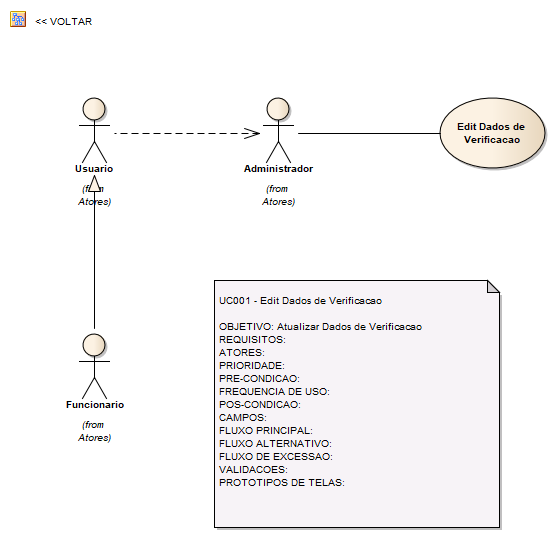 << VOLTAR
Usuario
(from
Atores)
Administrador
(from
Atores)
Edit Dados de
Verificacao
Funcionario
(from
Atores)
UC001 - Edit Dados de Verificacao
OBJETIVO: Atualizar Dados de Verificacao
REQUISITOS:
ATORES:
PRIORIDADE:
PRE-CONDICAO:
FREQUENCIA DE USO:
POS-CONDICAO:
CAMPOS:
FLUXO PRINCIPAL:
FLUXO ALTERNATIVO:
FLUXO DE EXCESSAO:
VALIDACOES:
PROTOTIPOS DE TELAS: